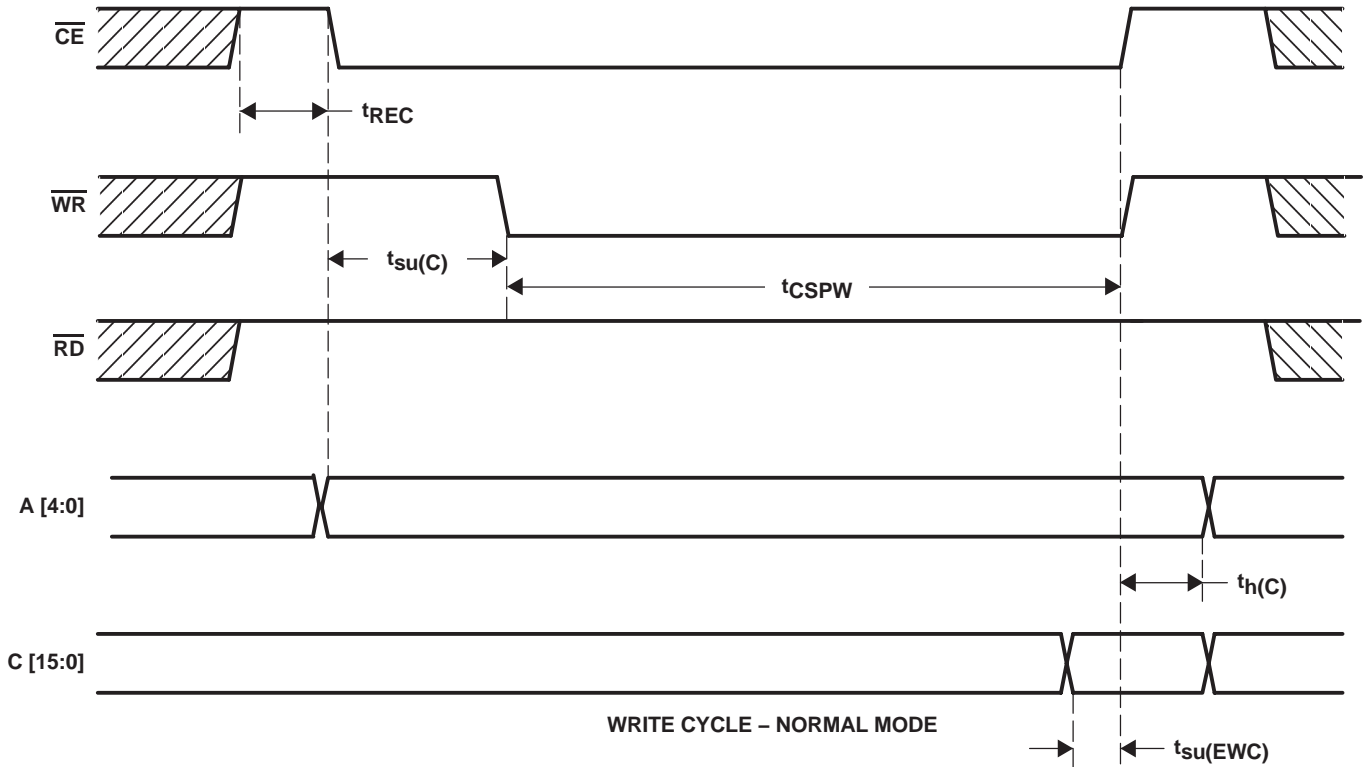 CE
tREC
WR
tsu(C)
tCSPW
RD
A [4:0]
th(C)
C [15:0]
WRITE CYCLE – NORMAL MODE
tsu(EWC)